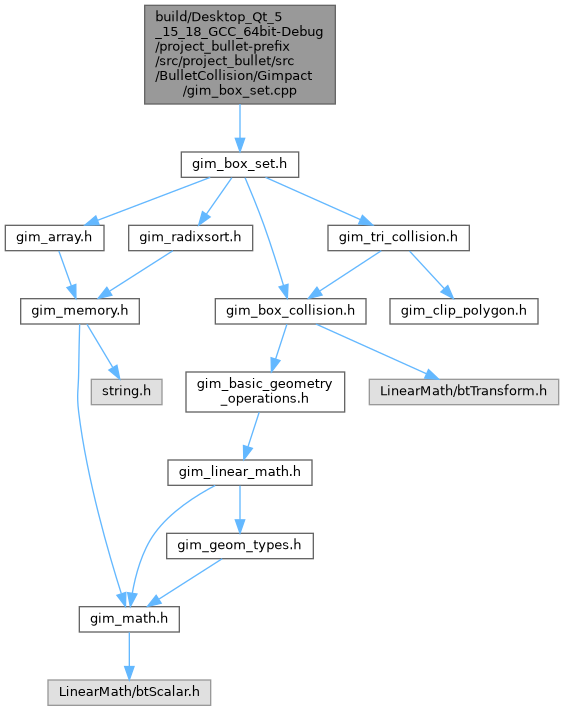 build/Desktop_Qt_5
_15_18_GCC_64bit-Debug
/project_bullet-prefix
/src/project_bullet/src
/BulletCollision/Gimpact
/gim_box_set.cpp
gim_box_set.h
gim_array.h
gim_radixsort.h
gim_tri_collision.h
gim_memory.h
gim_box_collision.h
gim_clip_polygon.h
string.h
gim_basic_geometry
_operations.h
LinearMath/btTransform.h
gim_linear_math.h
gim_geom_types.h
gim_math.h
LinearMath/btScalar.h